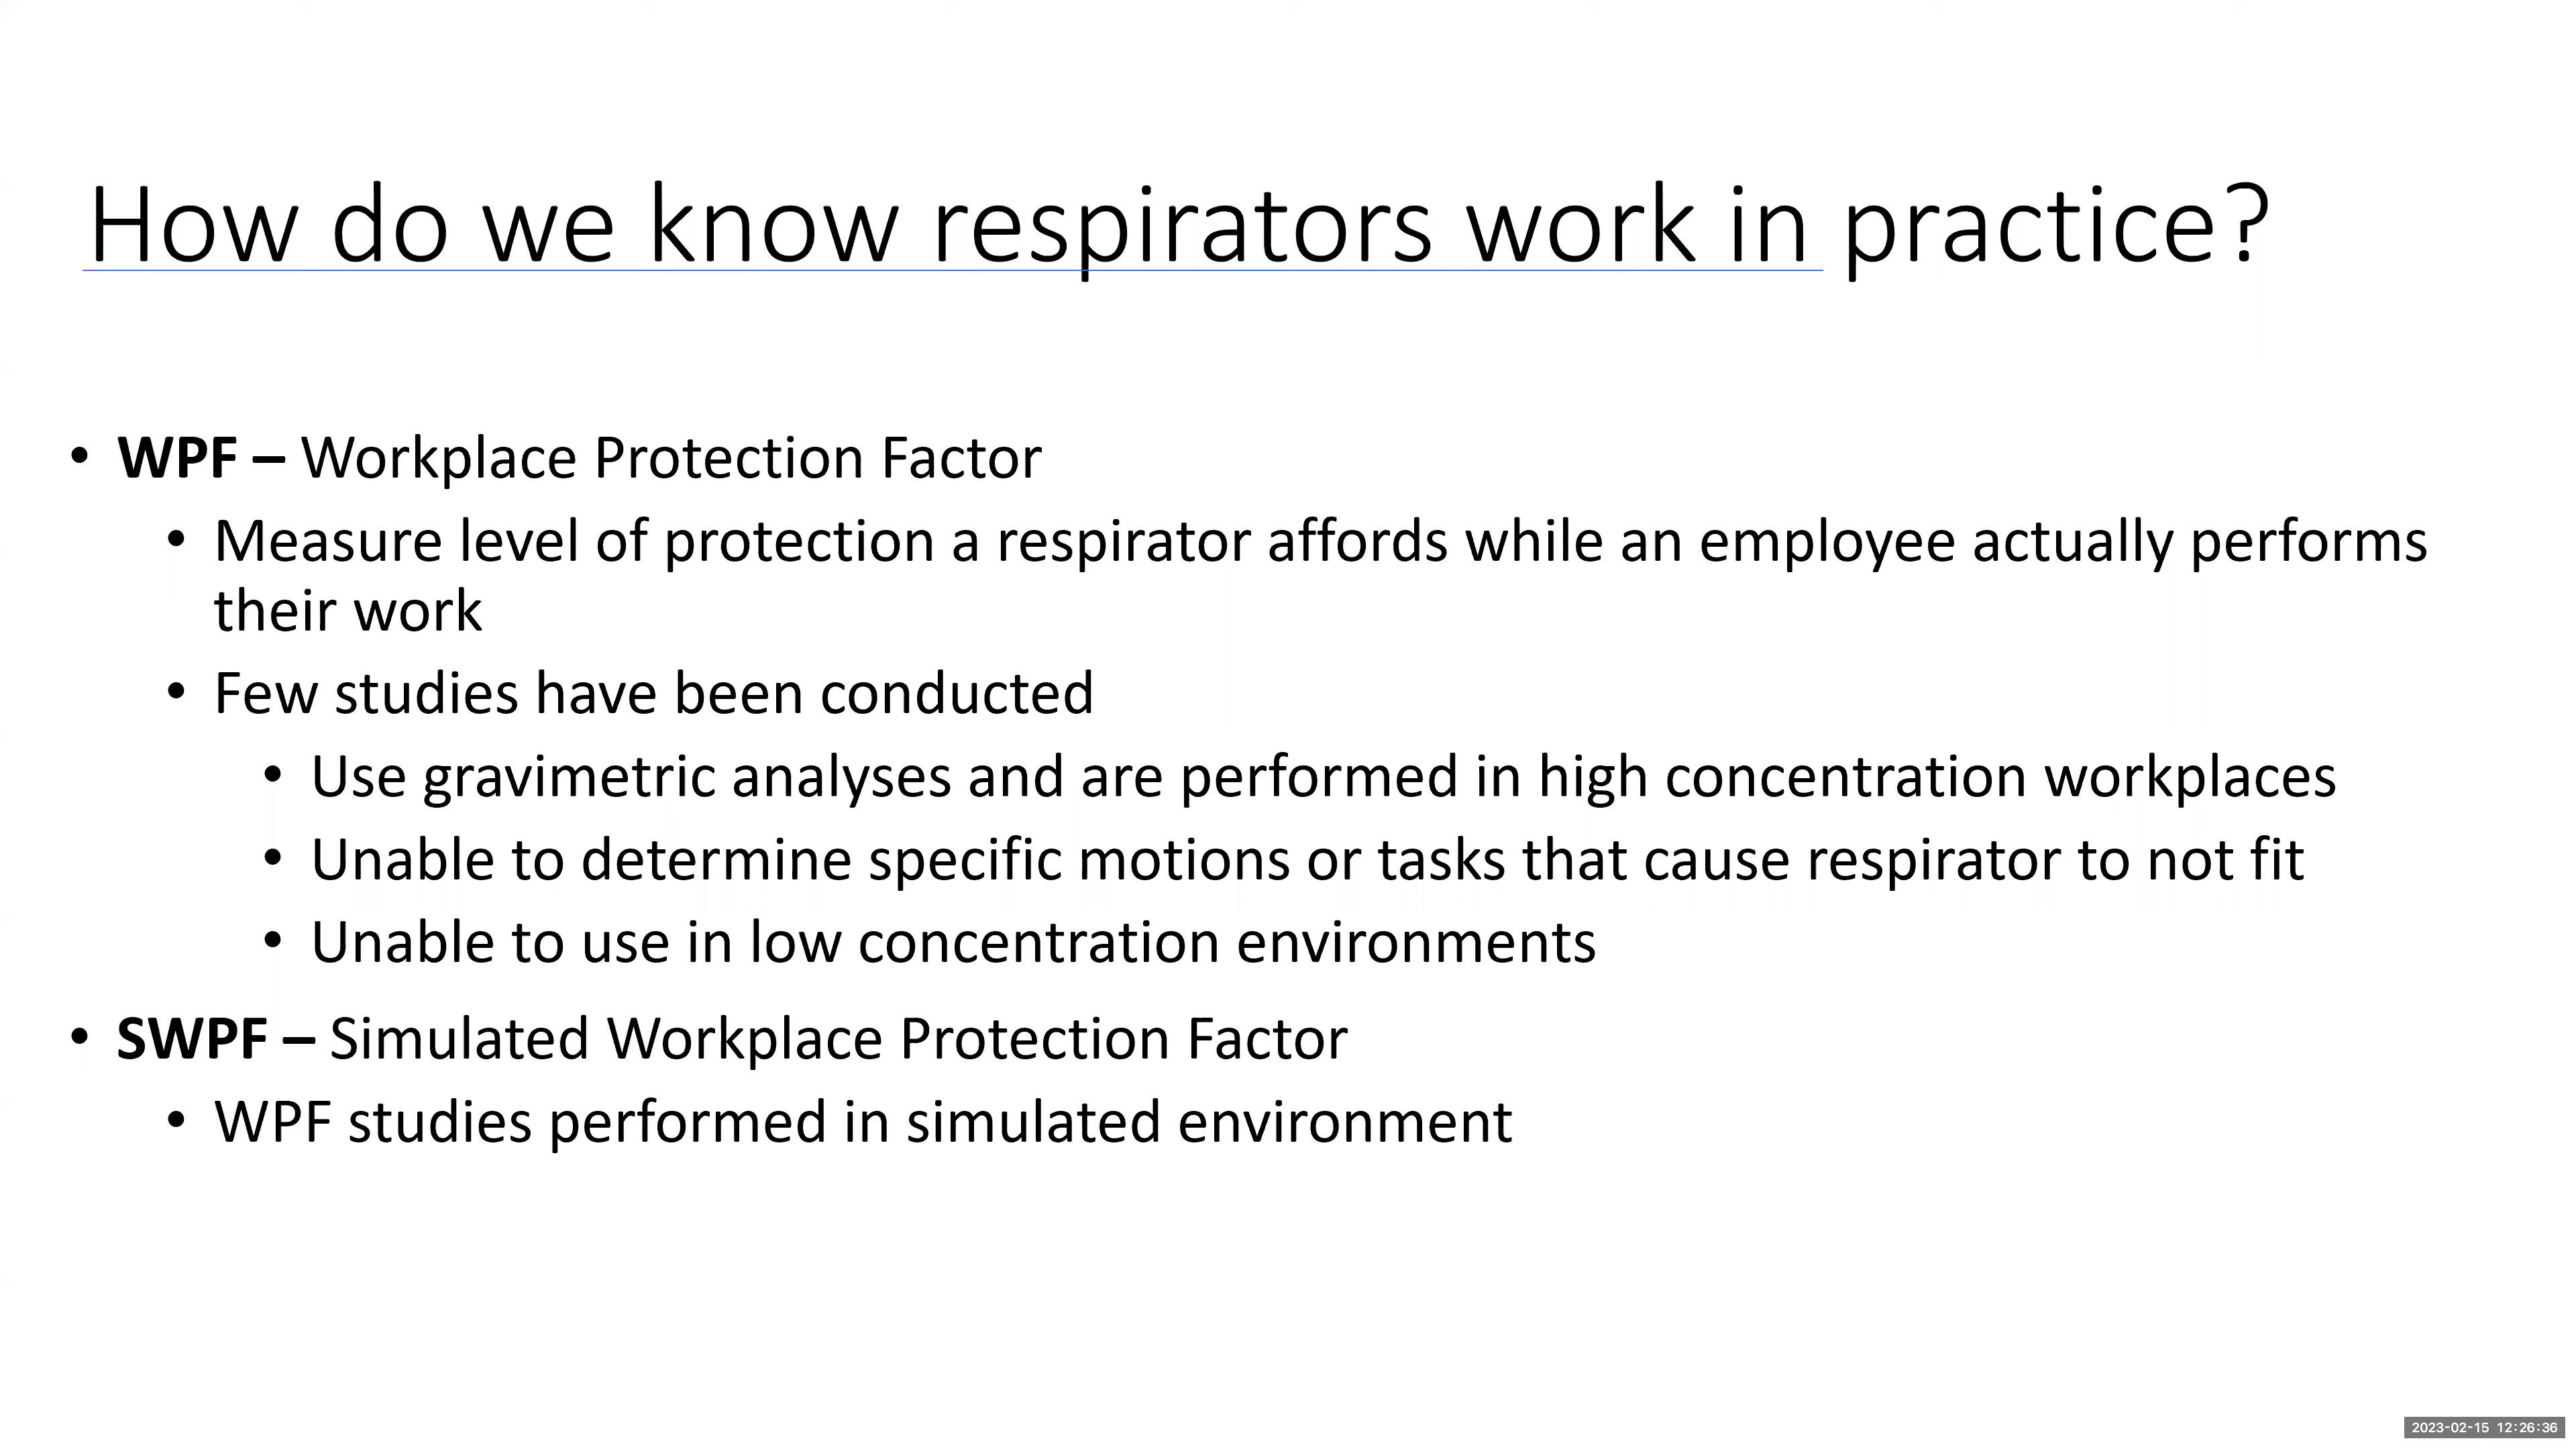 How do we know respirators work in practice?
• WPF – Workplace Protection Factor
• Measure level of protection a respirator affords while an employee actually performs
their work
• Few studies have been conducted
• Use gravimetric analyses and are performed in high concentration workplaces
• Unable to determine specific motions or tasks that cause respirator to not fit
• Unable to use in low concentration environments
• SWPF – Simulated Workplace Protection Factor
• WPF studies performed in simulated environment
2023-02-15 12:26:36